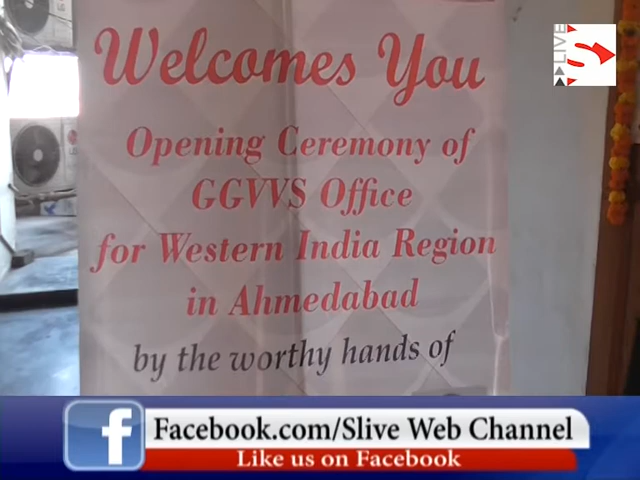 Welcomes You
Opening Ceremony of
GGVVS Office
for Western India Region
in Ahmedabad
by the worthy hands of
LIVE
S
f
Facebook.com/Slive Web Channel
Like us on Facebook